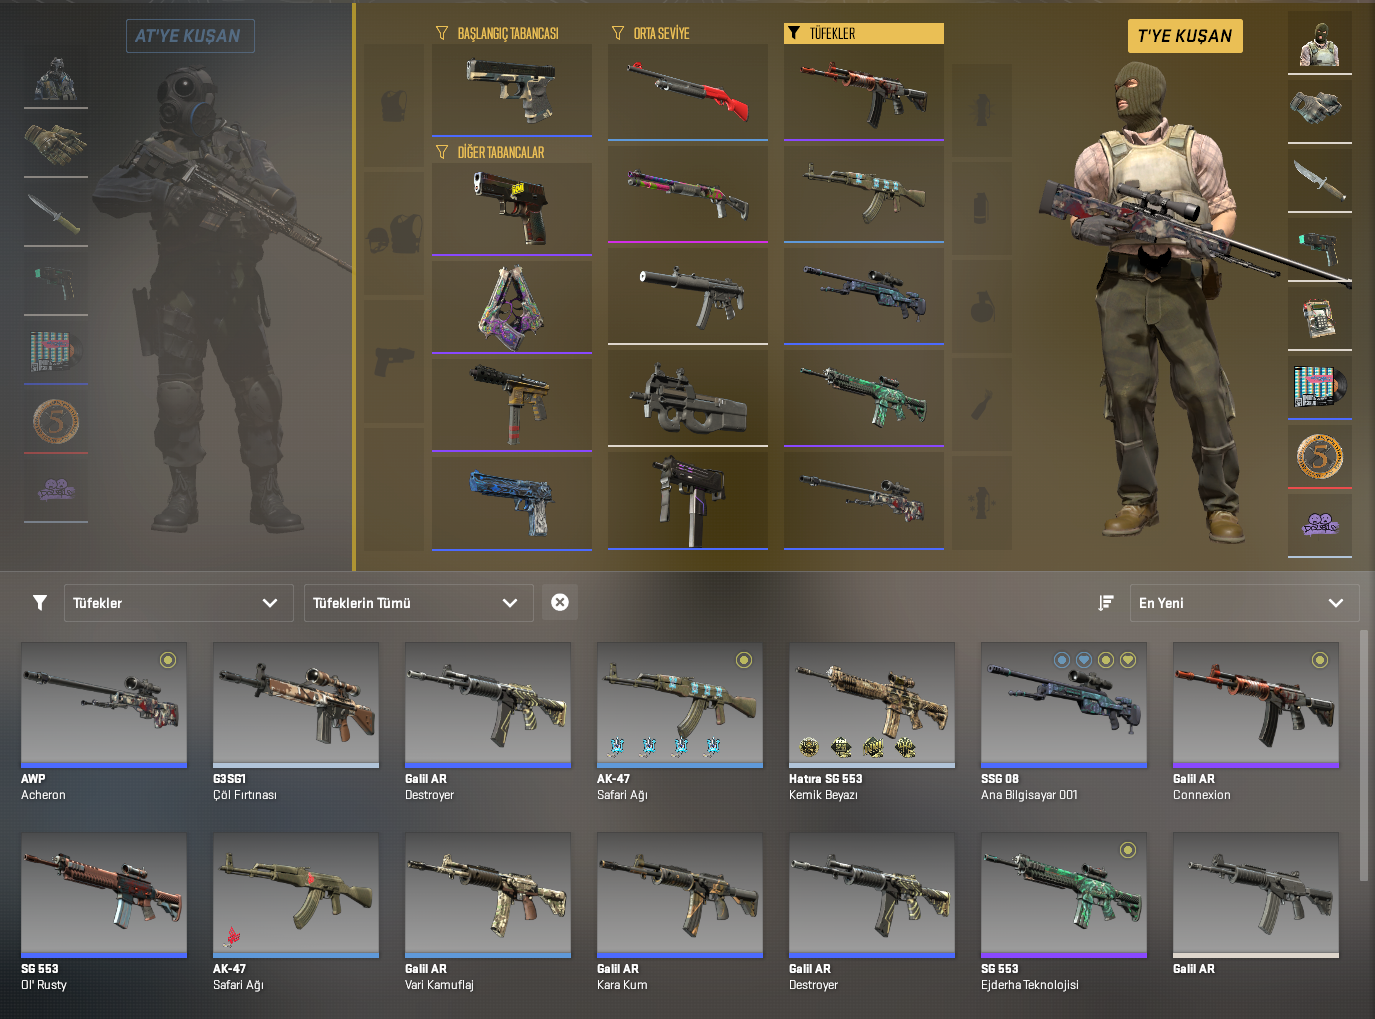 AT'YE KUŞAN
BAŞLANGIÇ TABANCASI
ORTA SEVİYE
TÜFEKLER
T'YE KUŞAN
DİĞER TABANCALAR
5
5
Tüfekler
Tüfeklerin Tümü
En Yeni
AWP
Acheron
G3SG1
Çöl Fırtınası
Galil AR
Destroyer
AK-47
Safari Ağı
Hatıra SG 553
Kemik Beyazı
SSG 08
Ana Bilgisayar 001
Galil AR
Connexion
SG 553
Ol' Rusty
AK-47
Safari Ağı
Galil AR
Vari Kamuflaj
Galil AR
Kara Kum
Galil AR
Destroyer
SG 553
Ejderha Teknolojisi
Galil AR